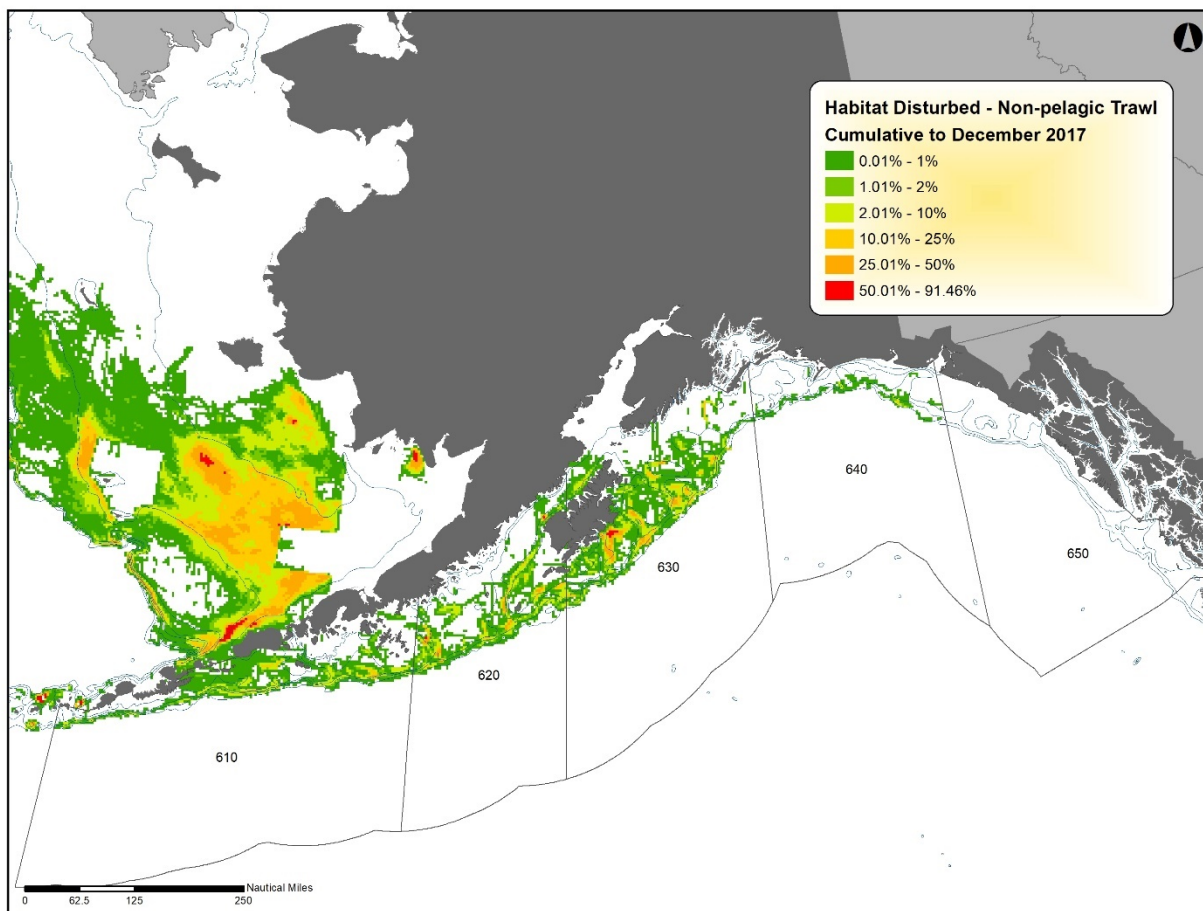 Habitat Disturbed - Non-pelagic Trawl
Cumulative to December 2017
0.01% - 1%
1.01% - 2%
2.01% - 10%
10.01% - 25%
25.01% - 50%
50.01% - 91.46%
640
650
630
620
610
Nautical Miles
0 62.5 125 250